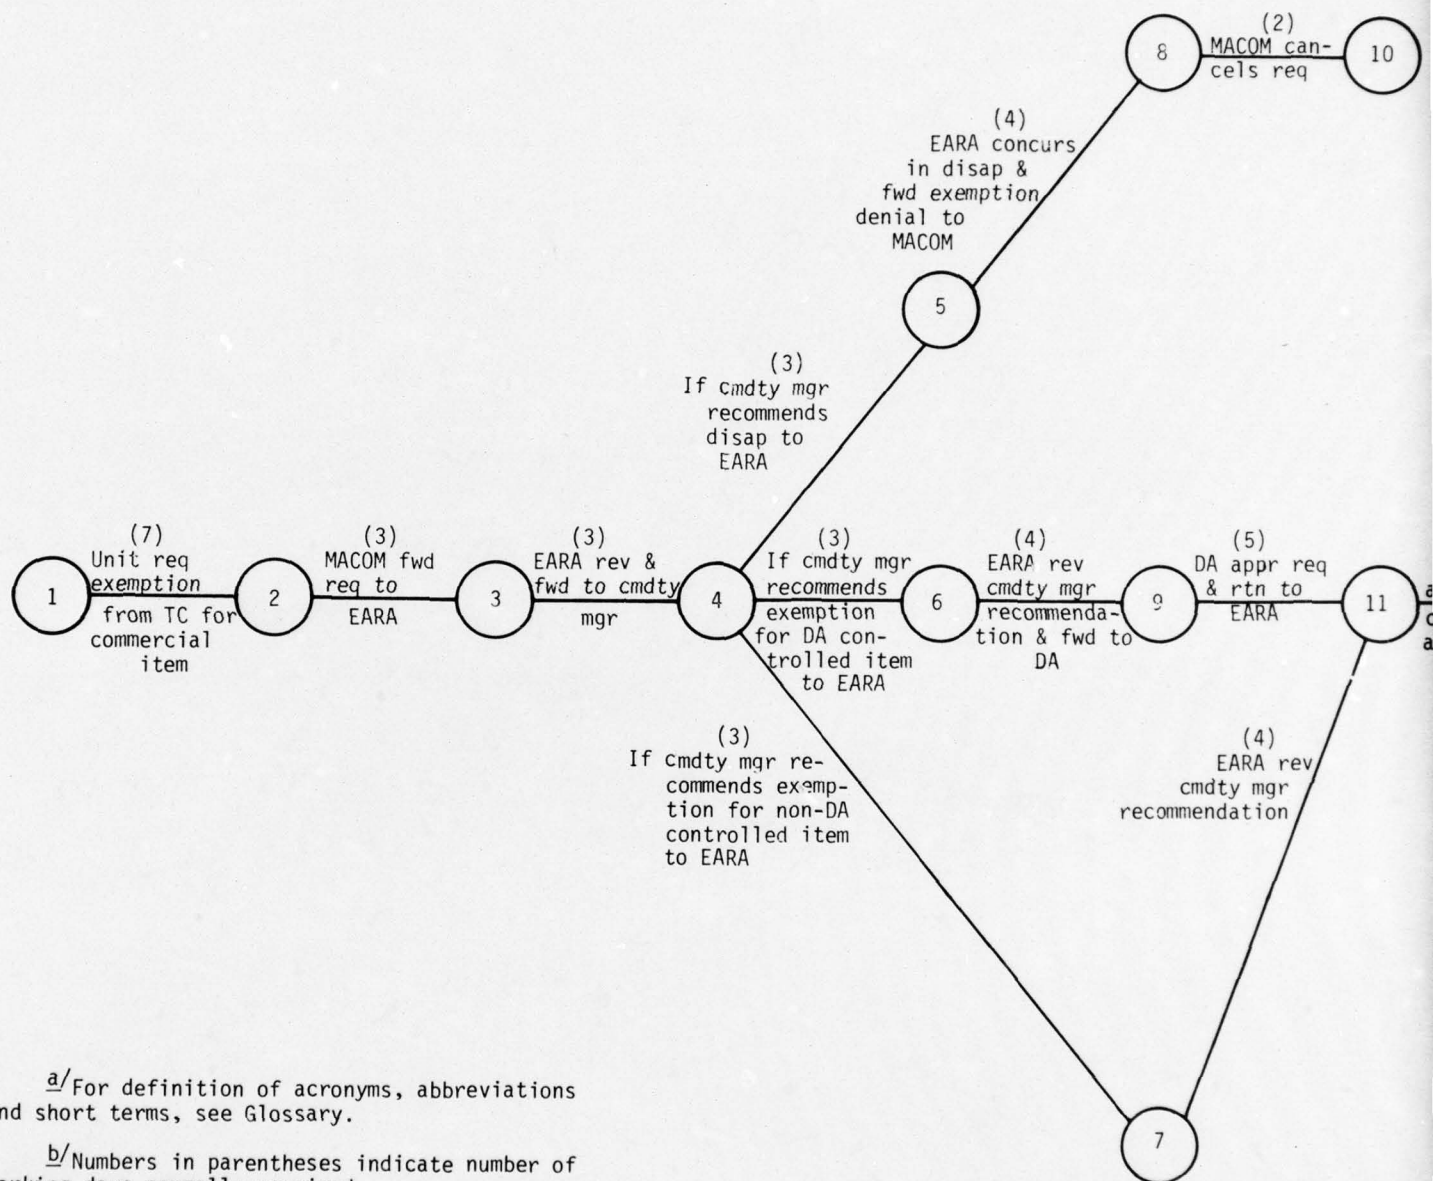 8
(2)
MACOM can-
cels req
10
(4)
EARA concurs
in disap &
fwd exemption
denial to
MACOM
5
(3)
If cmdty mgr
recommends
disap to
EARA
1
(7)
Unit req
exemption
from TC for
commercial
item
2
(3)
MACOM fwd
req to
EARA
3
(3)
EARA rev &
fwd to cmdty
mgr
4
(3)
If cmdty mgr
recommends
exemption
for DA con-
trolled item
to EARA
6
(4)
EARA rev
cmdty mgr
recommenda-
tion & fwd to
DA
9
(5)
DA appr req
& rtn to
EARA
11
(3)
If cmdty mgr re-
commends exemp-
tion for non-DA
controlled item
to EARA
(4)
EARA rev
cmdty mgr
recommendation
7
a/For definition of acronyms, abbreviations
nd short terms, see Glossary.
b/Numbers in parentheses indicate number of